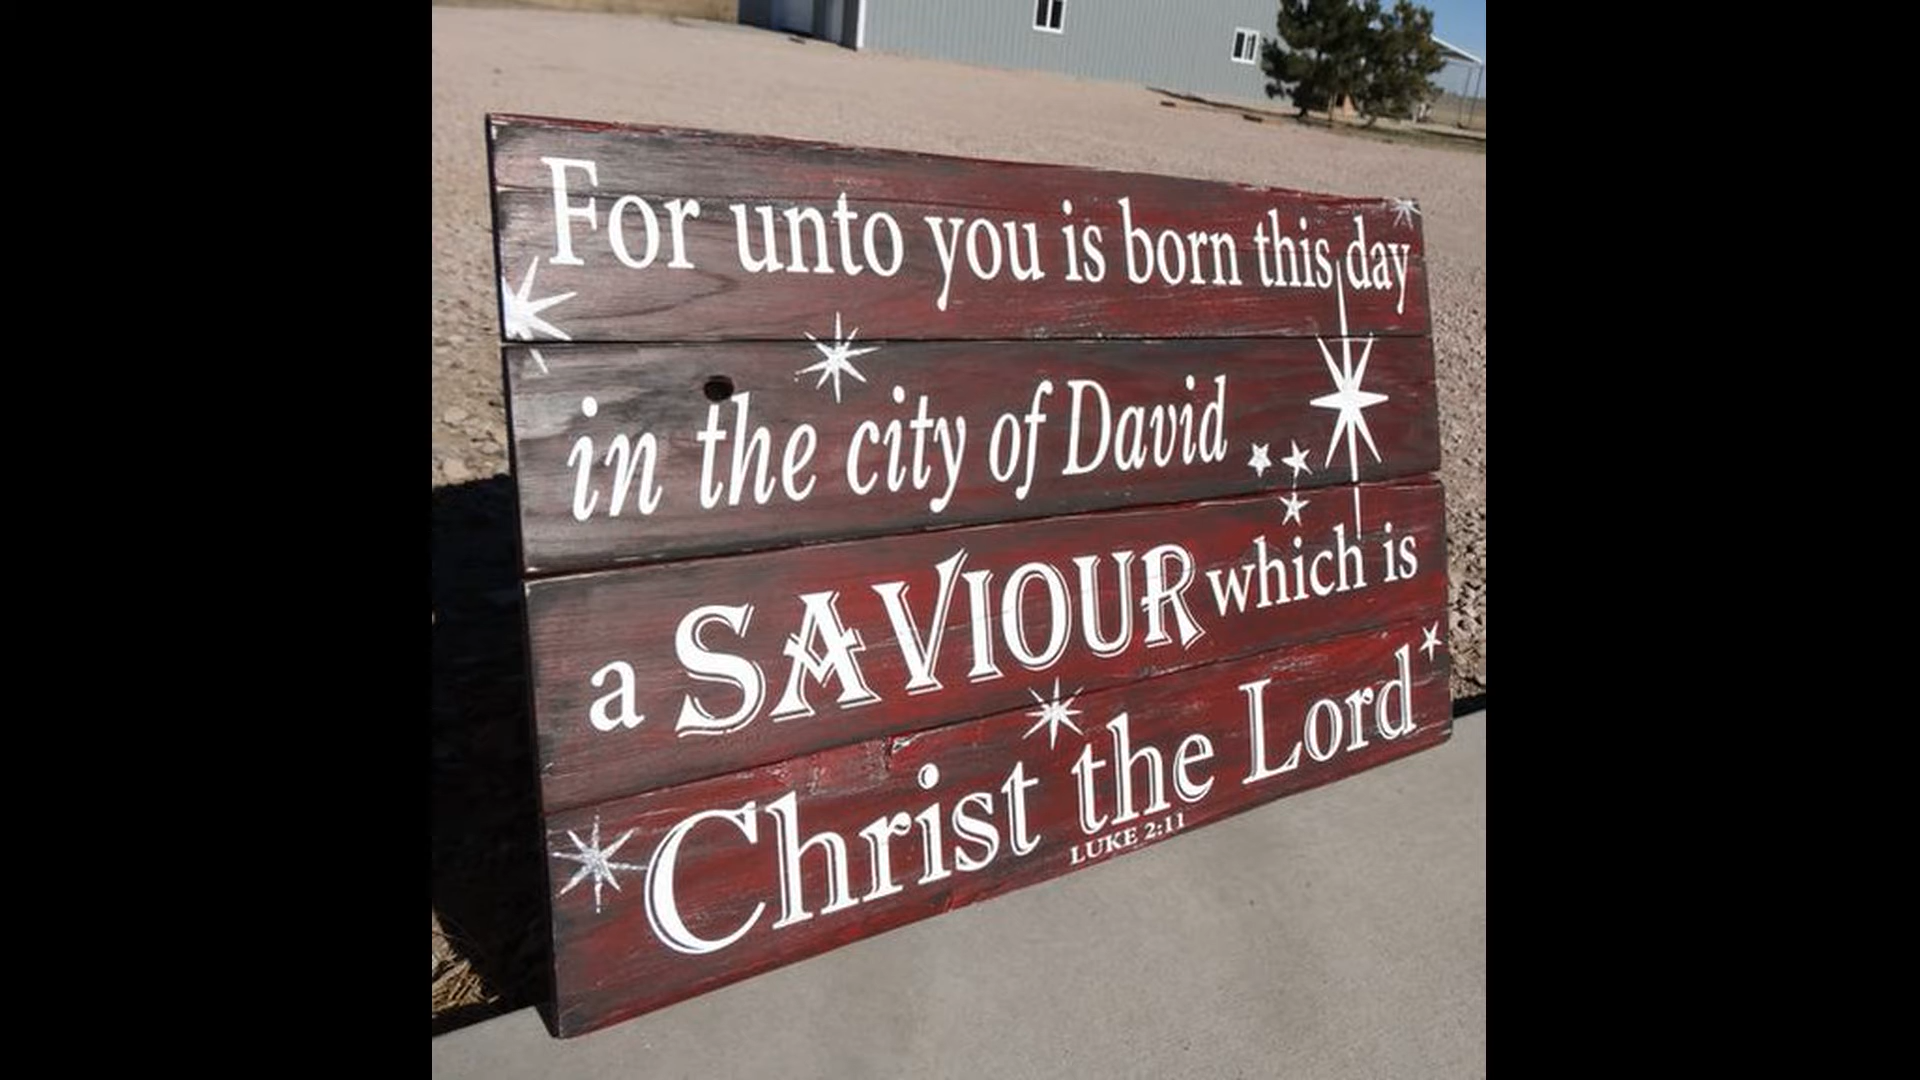 For unto you is born this day
in the city of David
a SAVIOUR which is
Christ the Lord
LUKE 2:11